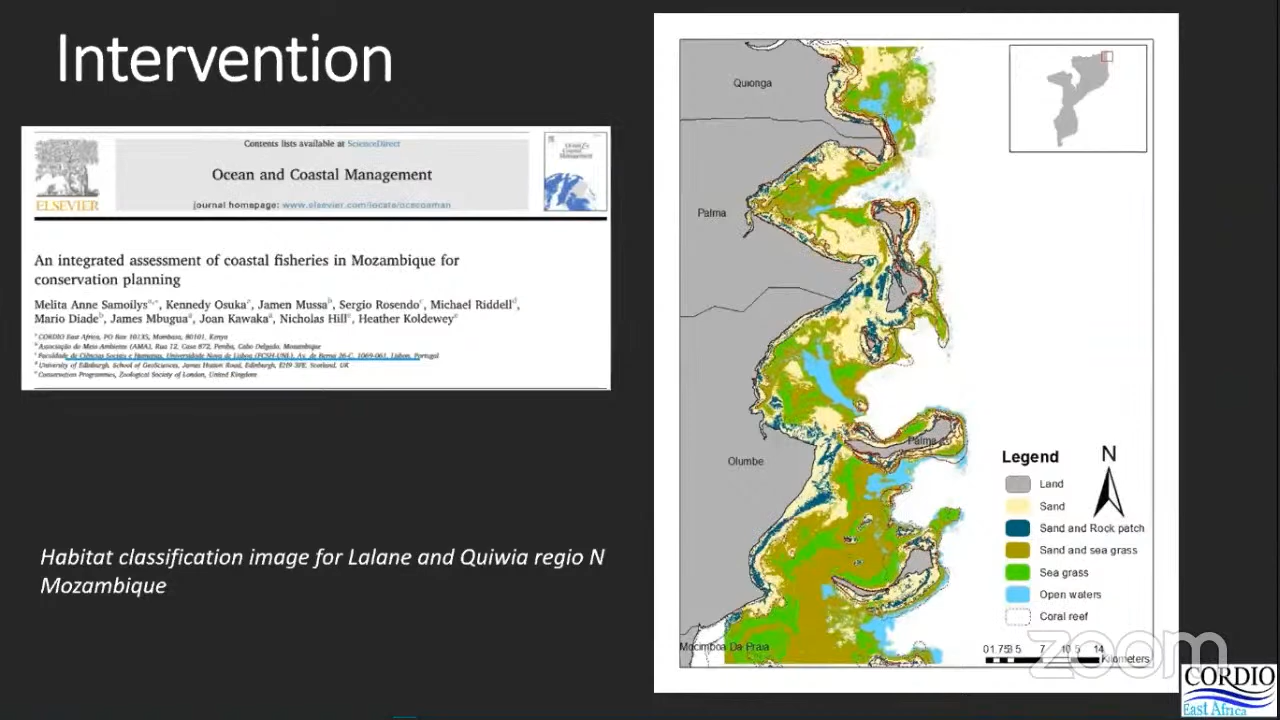 Intervention
Contents lists available at ScienceDirect
Ocean and Coastal Management
journal homepage: www.elsevier.com/locate/ocecoaman
ELSEVIER
An integrated assessment of coastal fisheries in Mozambique for
conservation planning
Melita Anne Samoilys, Kennedy Osuka, Jamen Mussa, Sergio Rosendo, Michael Riddell,
Mario Diade, James Mbugua, Joan Kawaka, Nicholas Hill, Heather Koldewey
CORDIO East Africa, PO Box 10135, Mombasa, 80101, Kenya
Associação do Meio Ambiente (AMA), Rua 12, Casa 872, Pemba, Cabo Delgado, Mozambique
Faculdade de Ciências Sociais e Humanas, Universidade Nova de Lisboa (FCSH-UNL), Av. de Berna 26-C, 1069-061, Lisbon, Portugal
University of Edinburgh, School of GeoSciences, James Hutton Road, Edinburgh, EH9 3FE, Scotland, UK
Conservation Programmes, Zoological Society of London, United Kingdom
Habitat classification image for Lalane and Quiwia regio N
Mozambique
Quionga
Palma
Palma
Olumbe
Mocimboa Da Praia
Legend
N
Land
Sand
Sand and Rock patch
Sand and sea grass
Sea grass
Open waters
Coral reef
0 1.75 3.5 7 10.5 14
Kilometers
zoom
CORDIO
East Africa